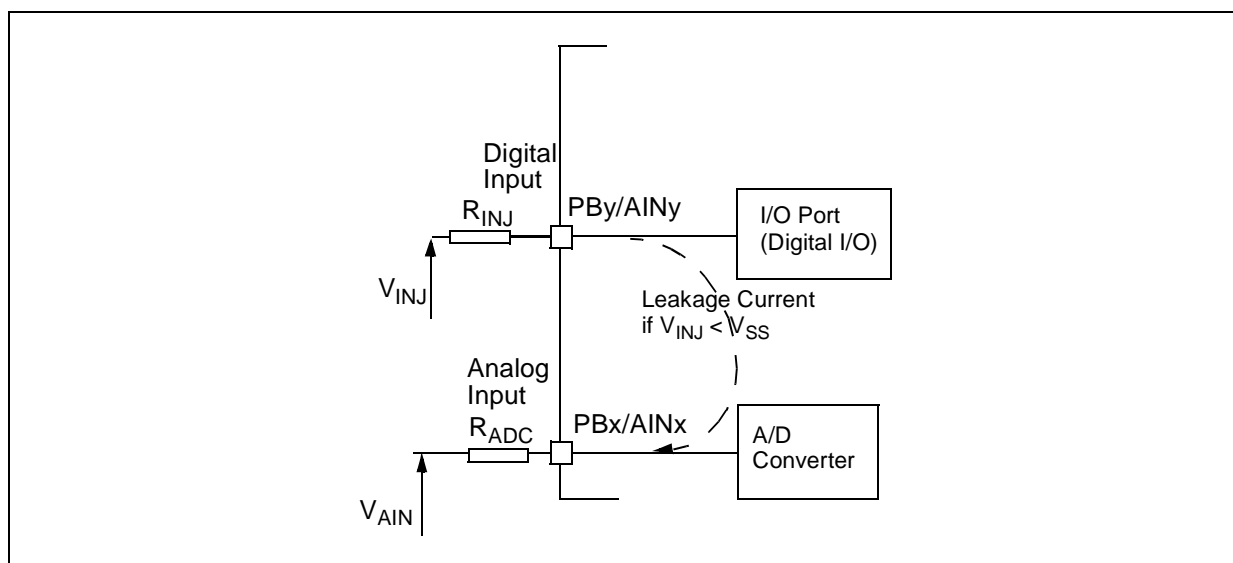 Digital
Input
R_INJ
PBy/AINy
I/O Port
(Digital I/O)
V_INJ
Leakage Current
if V_INJ < V_SS
Analog
Input
R_ADC
PBx/AINx
A/D
Converter
V_AIN